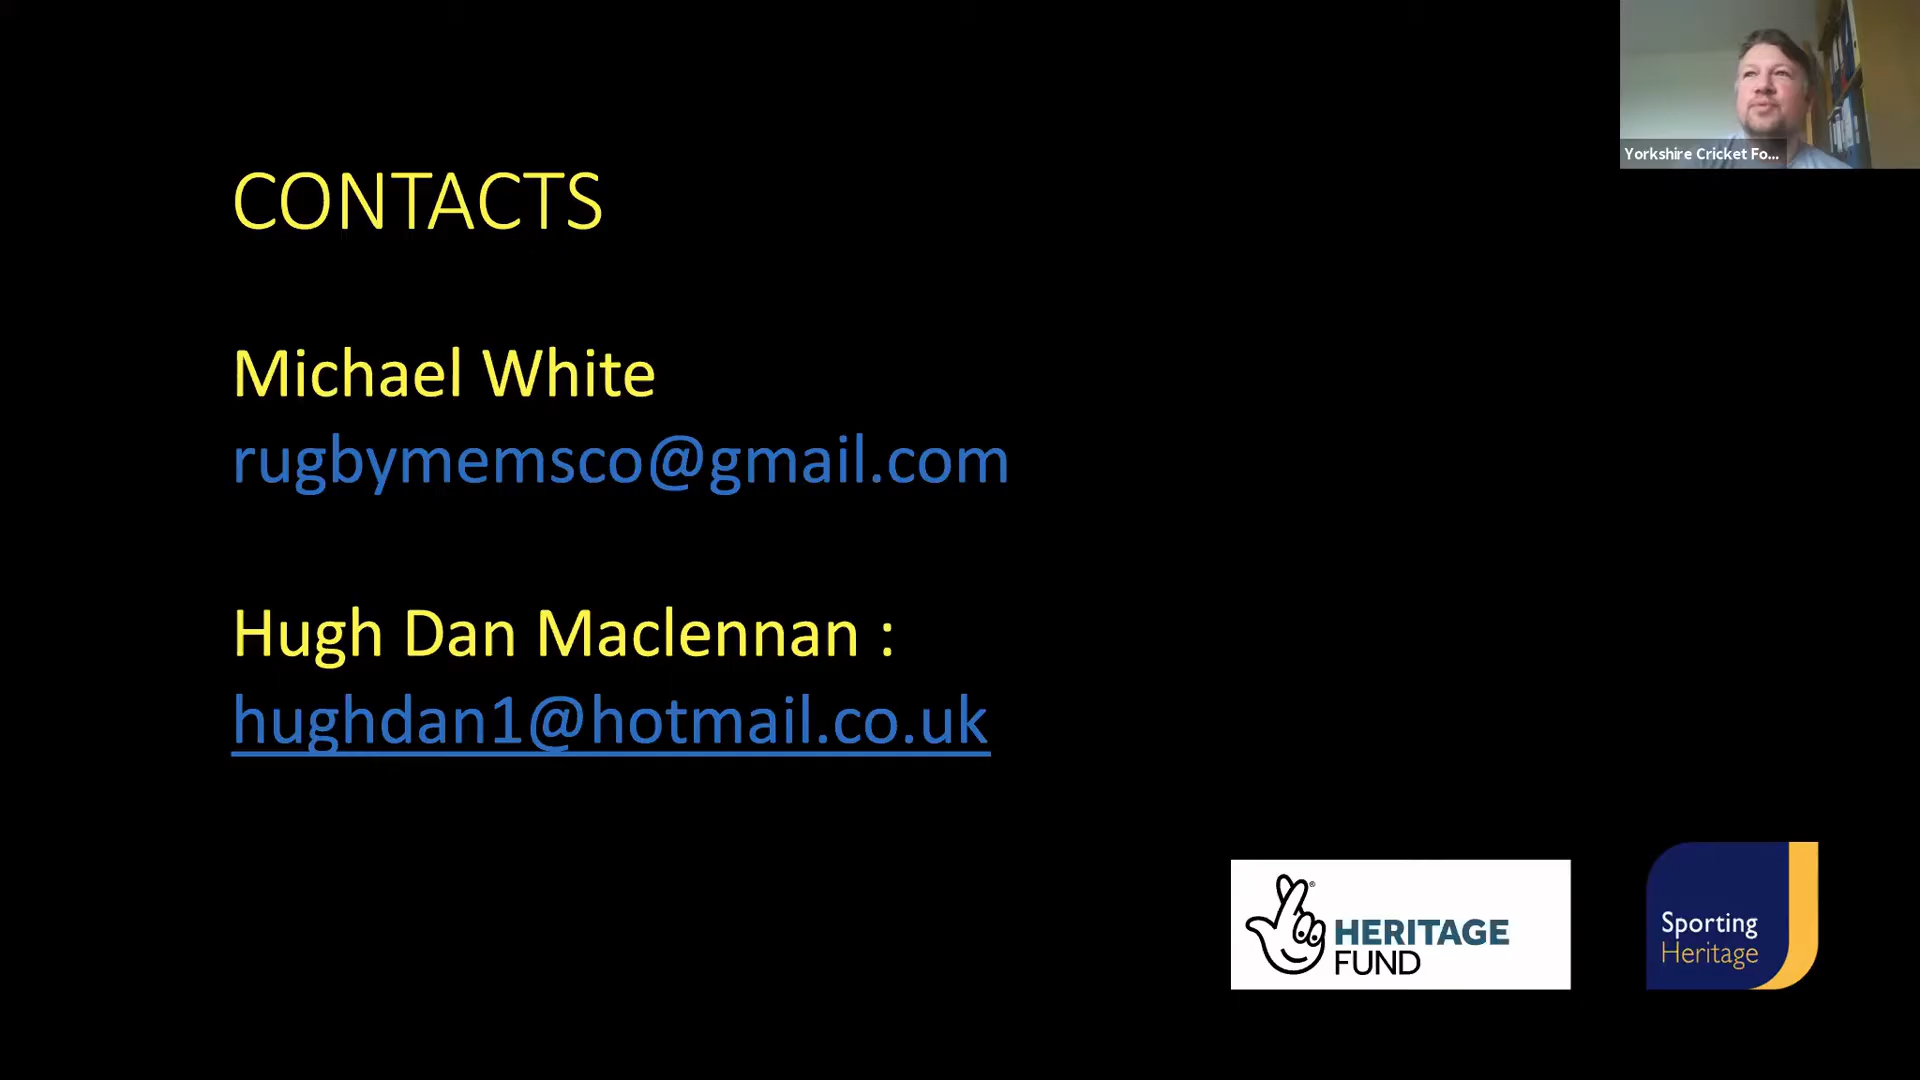 Yorkshire Cricket Fo...
CONTACTS
Michael White
rugbymemsco@gmail.com
Hugh Dan Maclennan :
hughdan1@hotmail.co.uk
HERITAGE
FUND
Sporting
Heritage